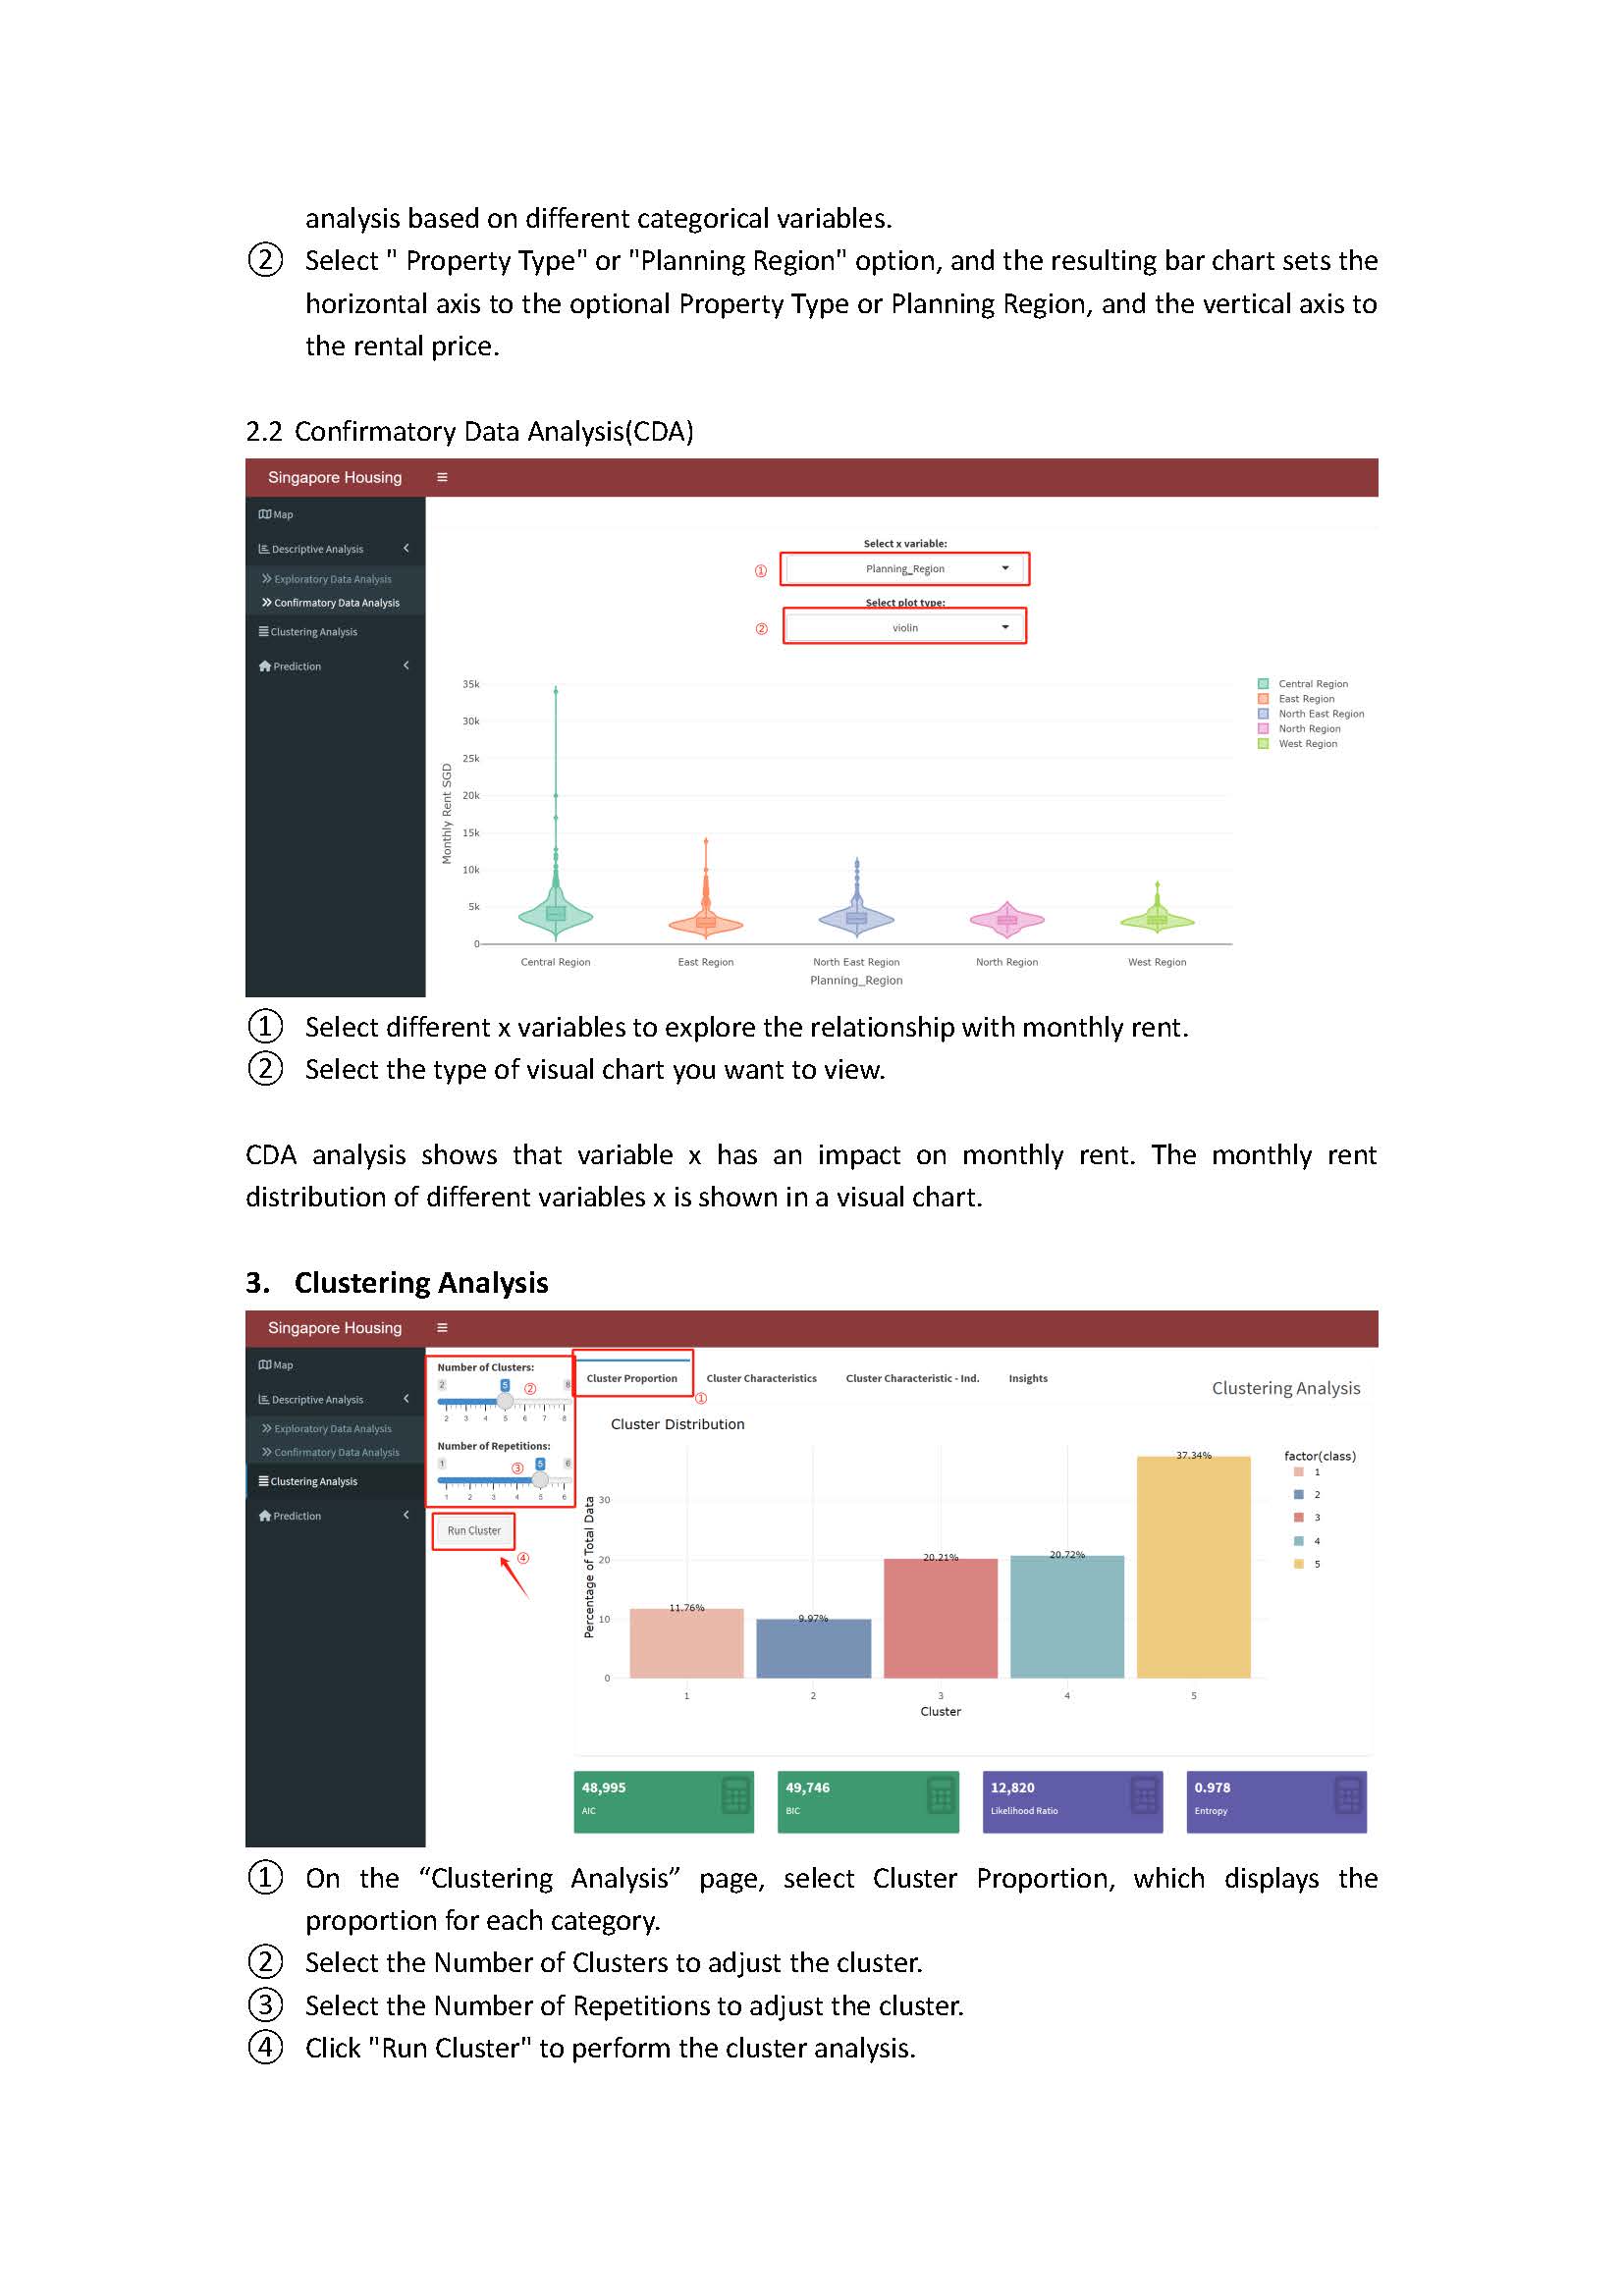 analysis based on different categorical variables.
② Select " Property Type" or "Planning Region" option, and the resulting bar chart sets the
horizontal axis to the optional Property Type or Planning Region, and the vertical axis to
the rental price.
2.2 Confirmatory Data Analysis(CDA)
Singapore Housing
Map
Descriptive Analysis
Exploratory Data Analysis
Confirmatory Data Analysis
Clustering Analysis
Prediction
Select x variable:
① Planning_Region
Select plot type:
② violin
Monthly Rent SGD
35k
30k
25k
20k
15k
10k
5k
0
Central Region
East Region
North East Region
North Region
West Region
Central Region East Region North East Region North Region West Region
Planning_Region
① Select different x variables to explore the relationship with monthly rent.
② Select the type of visual chart you want to view.
CDA analysis shows that variable x has an impact on monthly rent. The monthly rent
distribution of different variables x is shown in a visual chart.
3. Clustering Analysis
Singapore Housing
Map
Descriptive Analysis
Exploratory Data Analysis
Confirmatory Data Analysis
Clustering Analysis
Prediction
Number of Clusters:
2 5 ② 8
2 3 4 5 6 7 8
Number of Repetitions:
1 ③ 5 6
1 2 3 4 5 6
Run Cluster
④
Cluster Proportion Cluster Characteristics Cluster Characteristic - Ind. Insights
①
Clustering Analysis
Cluster Distribution
Percentage of Total Data
30
20
10
0
11.76% 9.97% 20.21% 20.72% 37.34%
1 2 3 4 5
Cluster
factor(class)
1
2
3
4
5
48,995 49,746 12,820 0.978
AIC BIC Likelihood Ratio Entropy
① On the “Clustering Analysis” page, select Cluster Proportion, which displays the
proportion for each category.
② Select the Number of Clusters to adjust the cluster.
③ Select the Number of Repetitions to adjust the cluster.
④ Click "Run Cluster" to perform the cluster analysis.